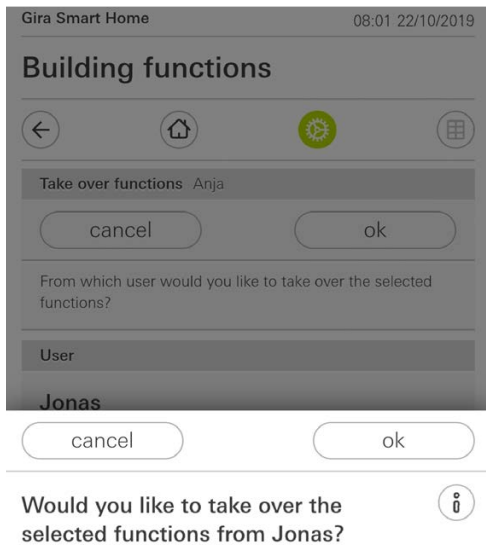 Gira Smart Home 08:01 22/10/2019
Building functions
Take over functions Anja
cancel ok
From which user would you like to take over the selected
functions?
User
Jonas
cancel ok
Would you like to take over the
selected functions from Jonas?